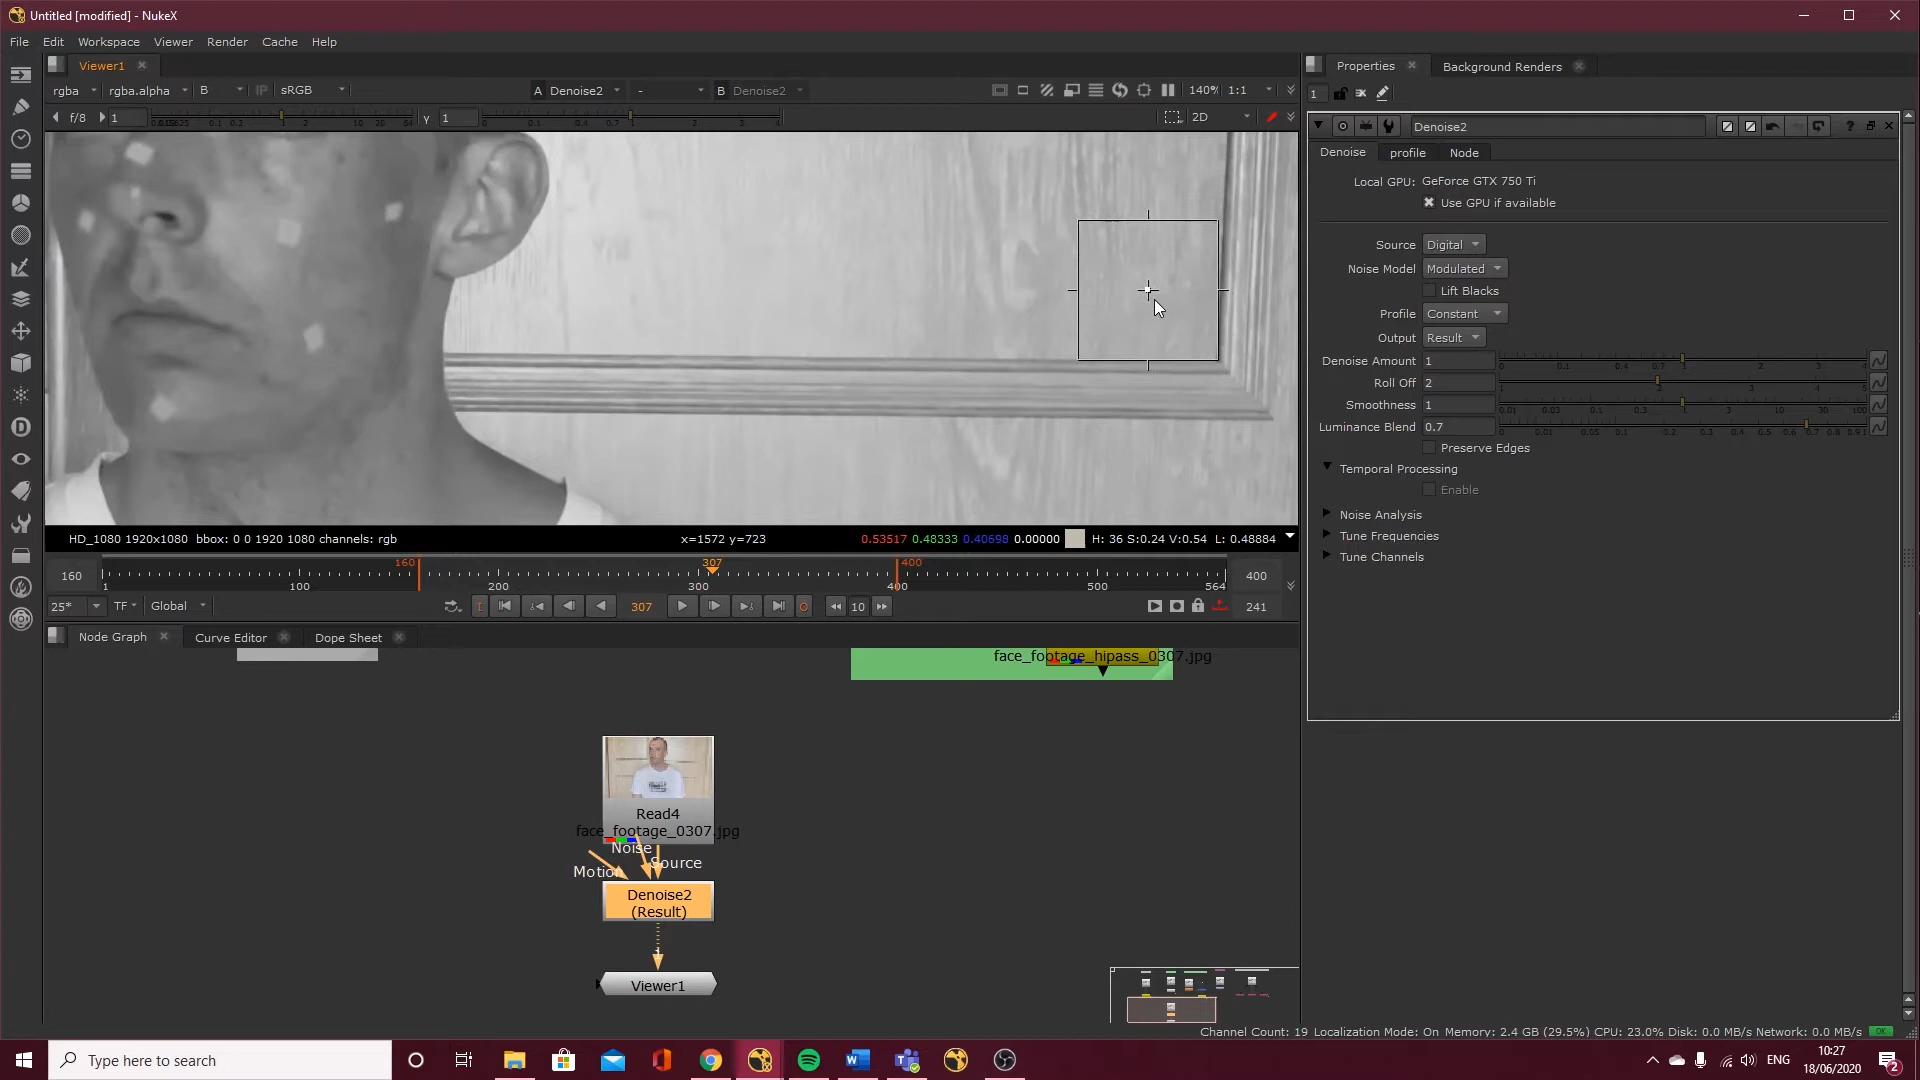 Untitled [modified] - NukeX
File Edit Workspace Viewer Render Cache Help
Viewer1
rgba rgba.alpha B IP sRGB A Denoise2 - B Denoise2 140% 1:1
f/8 1 y 1 2D
HD_1080 1920x1080 bbox: 0 0 1920 1080 channels: rgb x=1572 y=723 0.53517 0.48333 0.40698 0.00000 H: 36 S:0.24 V:0.54 L: 0.48884
160 1 100 160 200 300 307 400 400 500 564 400
25* TF Global 307 10 241
Node Graph Curve Editor Dope Sheet
face_footage_hipass_0307.jpg
Read4
face_footage_0307.jpg
Noise
Source
Motion
Denoise2
(Result)
Viewer1
Properties Background Renders
1
Denoise2
Denoise profile Node
Local GPU: GeForce GTX 750 Ti
Use GPU if available
Source Digital
Noise Model Modulated
Lift Blacks
Profile Constant
Output Result
Denoise Amount 1
Roll Off 2
Smoothness 1
Luminance Blend 0.7
Preserve Edges
Temporal Processing
Enable
Noise Analysis
Tune Frequencies
Tune Channels
Channel Count: 19 Localization Mode: On Memory: 2.4 GB (29.5%) CPU: 23.0% Disk: 0.0 MB/s Network: 0.0 MB/s OK
Type here to search
ENG
10:27
18/06/2020
2